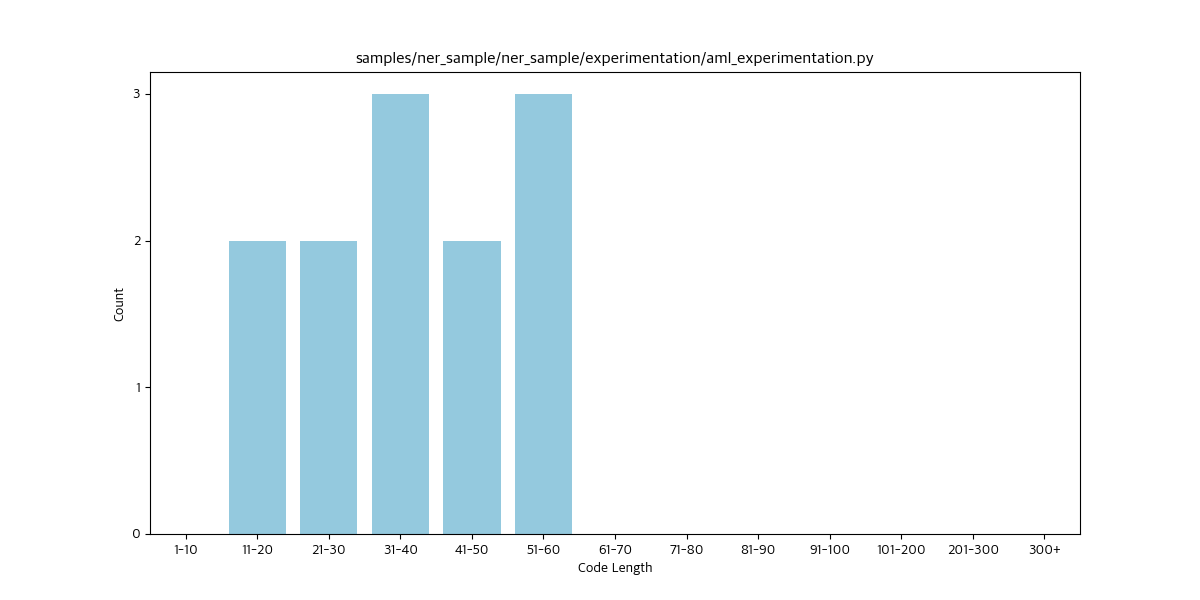 samples/ner_sample/ner_sample/experimentation/aml_experimentation.py
3
2
1
0
Count
1-10 11-20 21-30 31-40 41-50 51-60 61-70 71-80 81-90 91-100 101-200 201-300 300+
Code Length